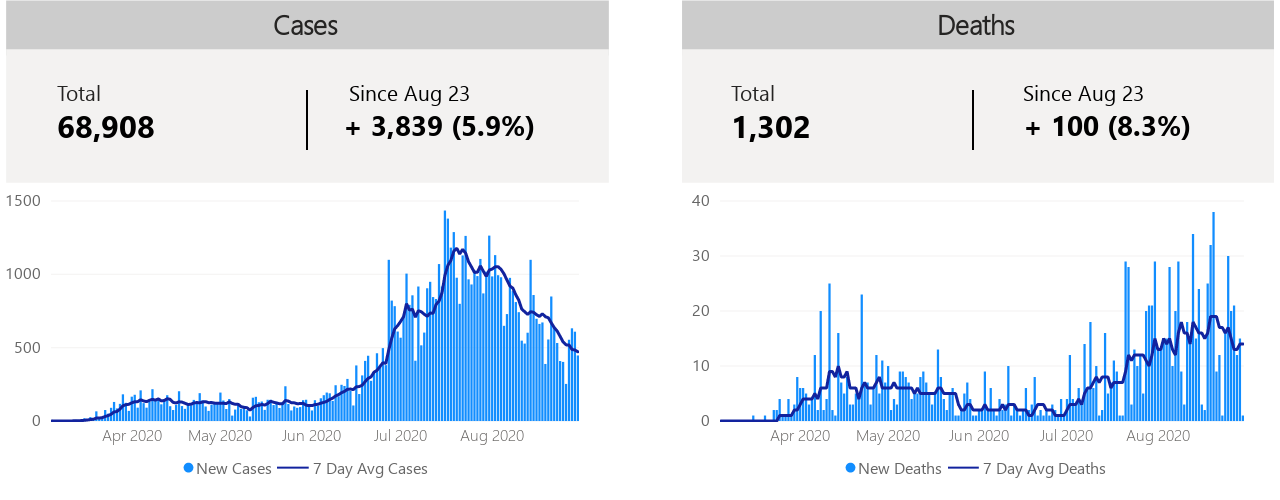 Cases
Total
68,908
Since Aug 23
+ 3,839 (5.9%)
1500
1000
500
0
Apr 2020 May 2020 Jun 2020 Jul 2020 Aug 2020
New Cases 7 Day Avg Cases
Deaths
Total
1,302
Since Aug 23
+ 100 (8.3%)
40
30
20
10
0
Apr 2020 May 2020 Jun 2020 Jul 2020 Aug 2020
New Deaths 7 Day Avg Deaths